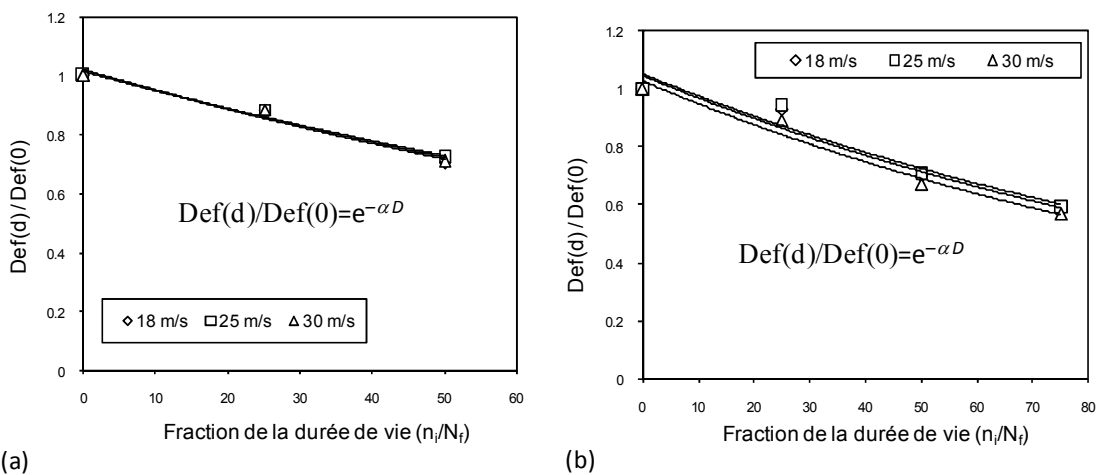 1.2
1
0.8
0.6
0.4
0.2
0
Def(d) / Def(0)
Def(d)/Def(0)=e^{-αD}
18 m/s 25 m/s 30 m/s
0 10 20 30 40 50 60
Fraction de la durée de vie (n_i/N_f)
(a)
1.2
1
0.8
0.6
0.4
0.2
0
Def(d) / Def(0)
18 m/s 25 m/s 30 m/s
Def(d)/Def(0)=e^{-αD}
0 10 20 30 40 50 60 70 80
Fraction de la durée de vie (n_i/N_f)
(b)